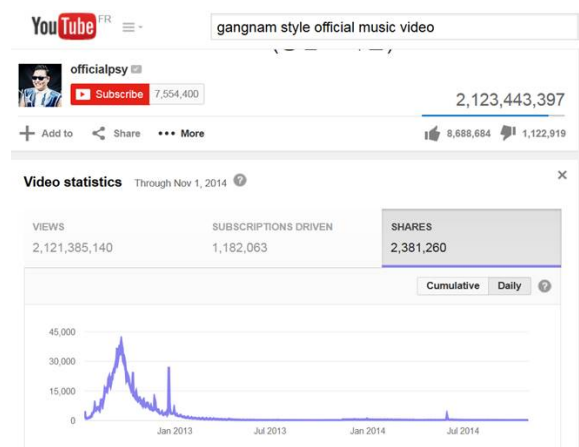 YouTube FR
gangnam style official music video
officialpsy
Subscribe 7,554,400
2,123,443,397
Add to Share More
8,688,684 1,122,919
Video statistics Through Nov 1, 2014 ?
VIEWS SUBSCRIPTIONS DRIVEN SHARES
2,121,385,140 1,182,063 2,381,260
Cumulative Daily ?
45,000
30,000
15,000
0
Jan 2013 Jul 2013 Jan 2014 Jul 2014